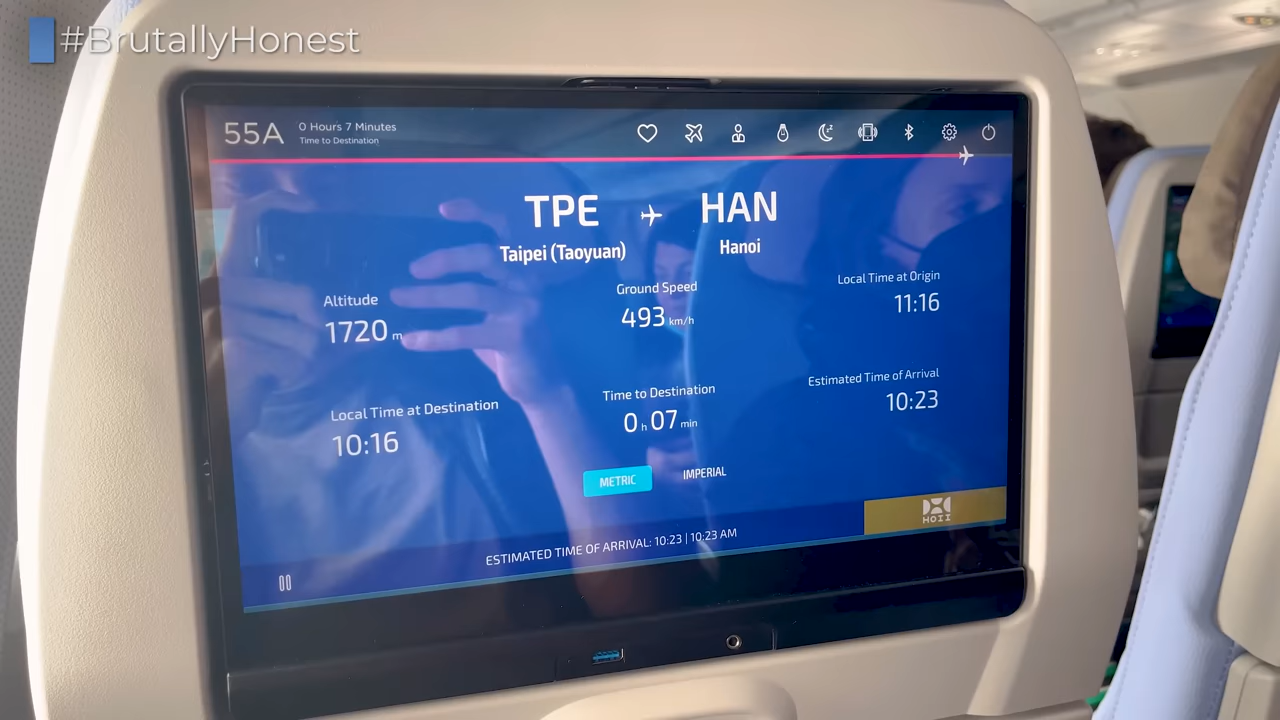 #BrutallyHonest
55A
0 Hours 7 Minutes
Time to Destination
TPE HAN
Taipei (Taoyuan) Hanoi
Altitude
1720 m
Ground Speed
493 km/h
Local Time at Origin
11:16
Local Time at Destination
10:16
Time to Destination
0 h 07 min
Estimated Time of Arrival
10:23
METRIC IMPERIAL
HOII
ESTIMATED TIME OF ARRIVAL: 10:23 | 10:23 AM